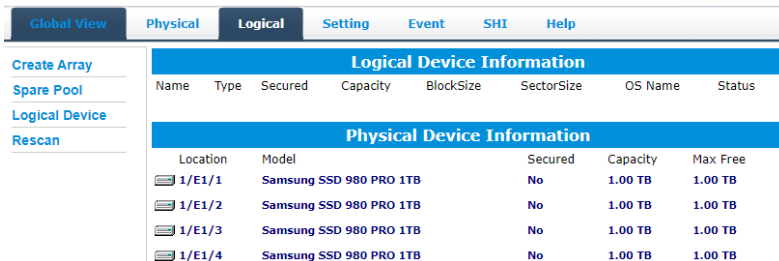 Global View Physical Logical Setting Event SHI Help
Create Array
Spare Pool
Logical Device
Rescan
Logical Device Information
Name Type Secured Capacity BlockSize SectorSize OS Name Status
Physical Device Information
Location Model Secured Capacity Max Free
1/E1/1 Samsung SSD 980 PRO 1TB No 1.00 TB 1.00 TB
1/E1/2 Samsung SSD 980 PRO 1TB No 1.00 TB 1.00 TB
1/E1/3 Samsung SSD 980 PRO 1TB No 1.00 TB 1.00 TB
1/E1/4 Samsung SSD 980 PRO 1TB No 1.00 TB 1.00 TB